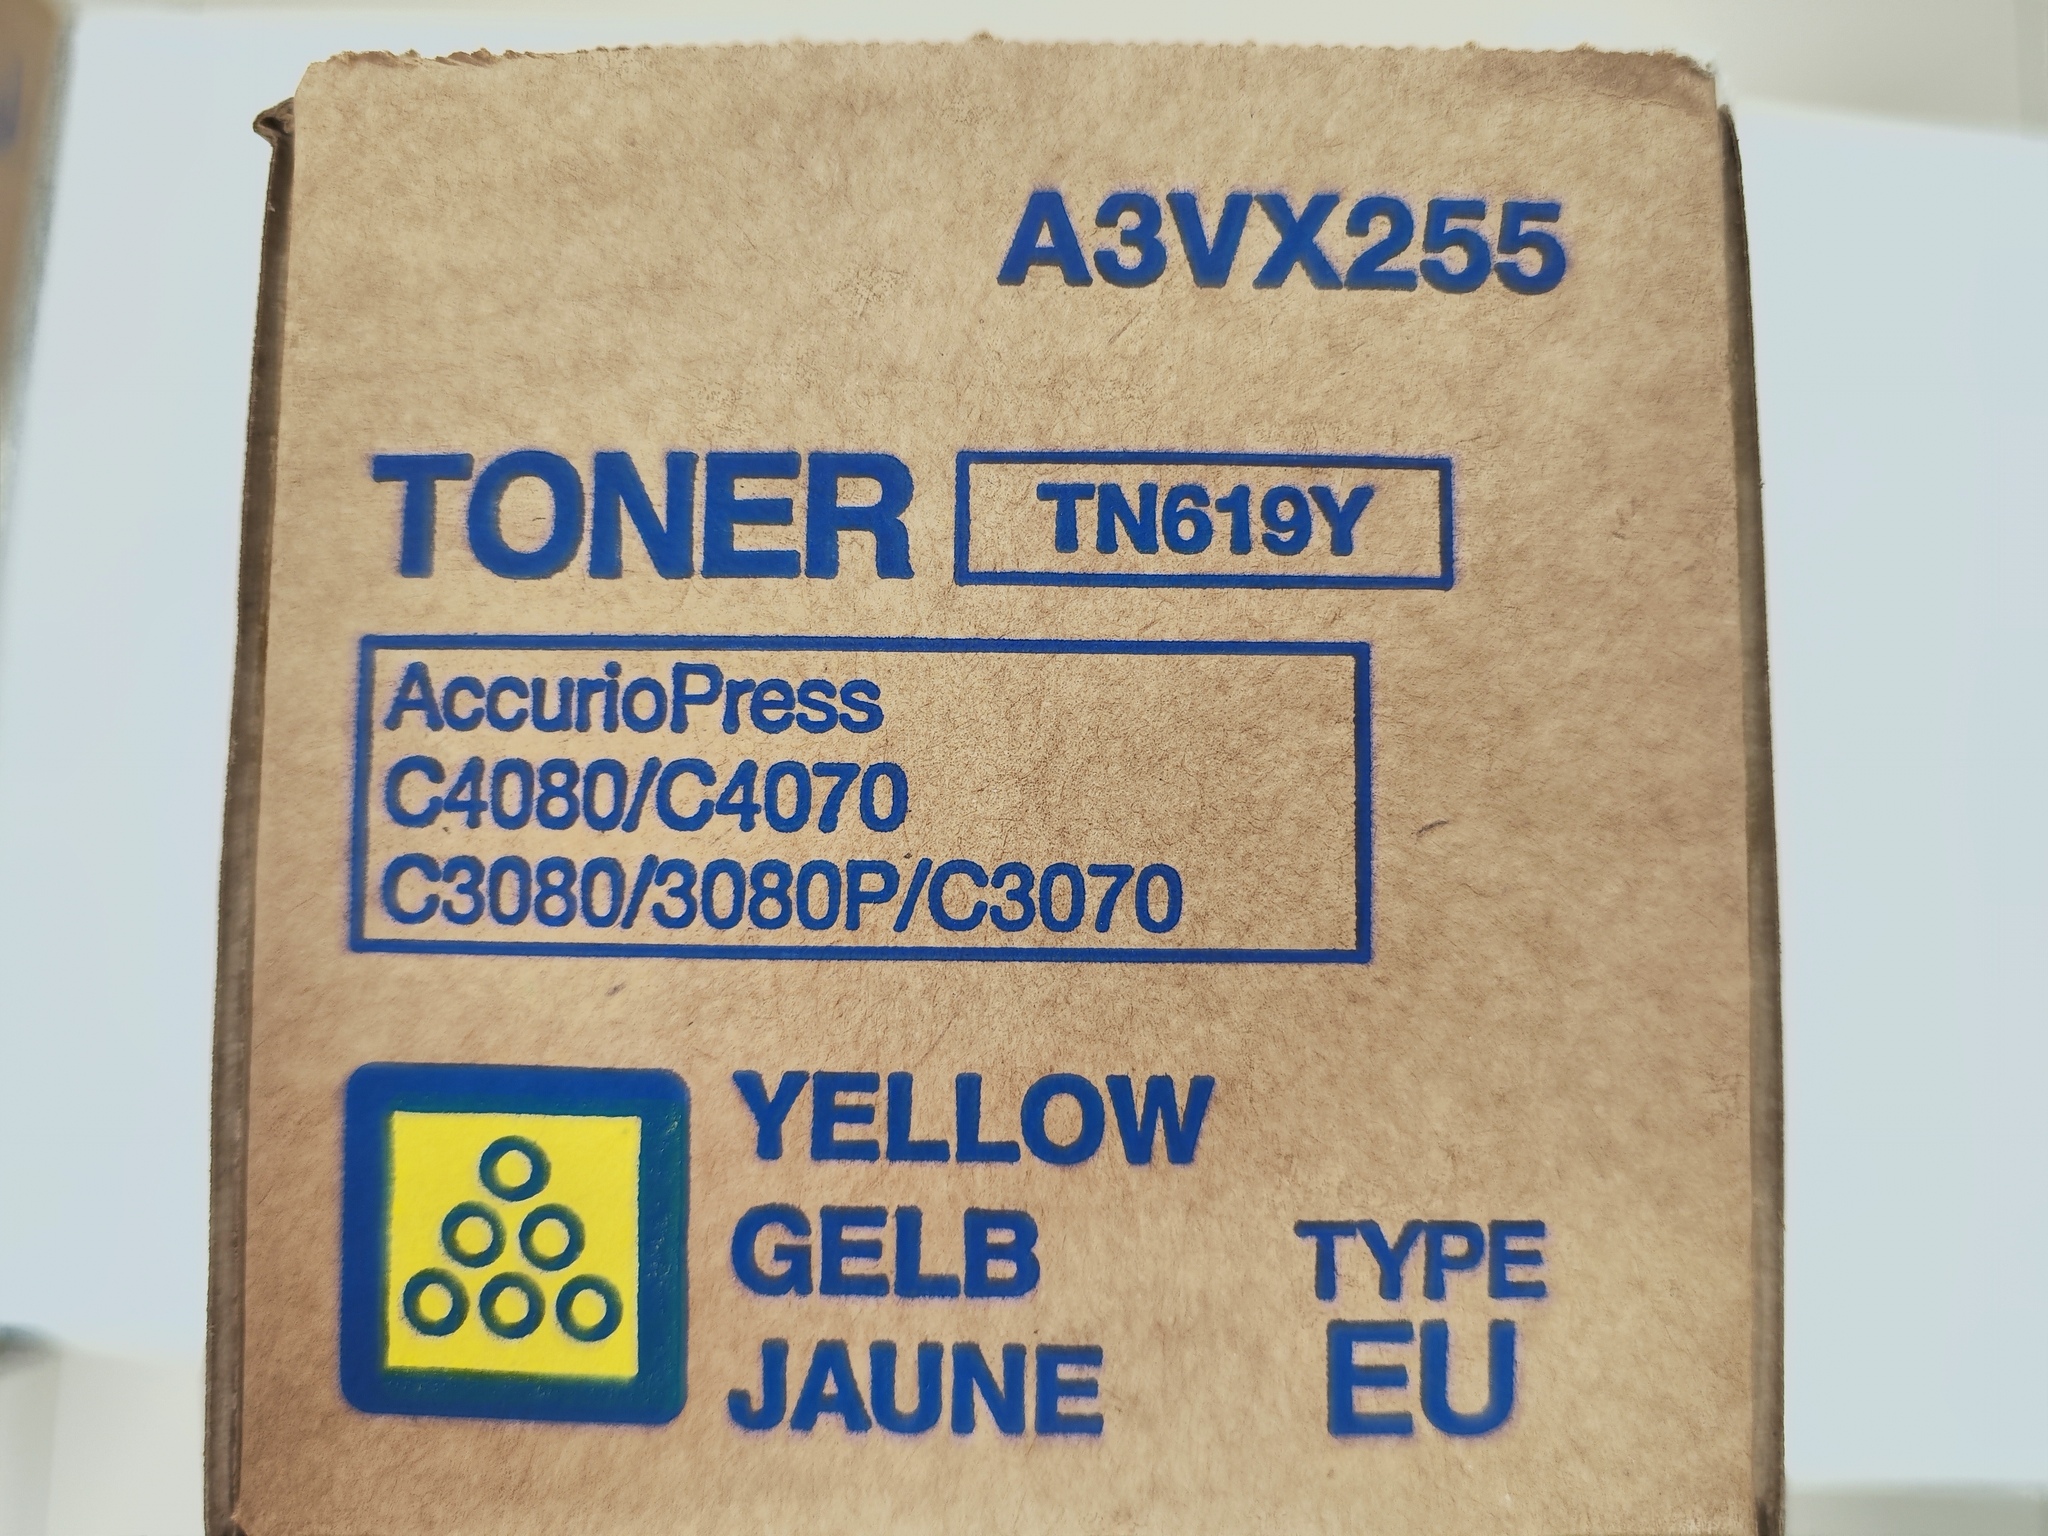 A3VX255
TONER TN619Y
AccurioPress
C4080/C4070
C3080/3080P/C3070
YELLOW
GELB
JAUNE
TYPE
EU